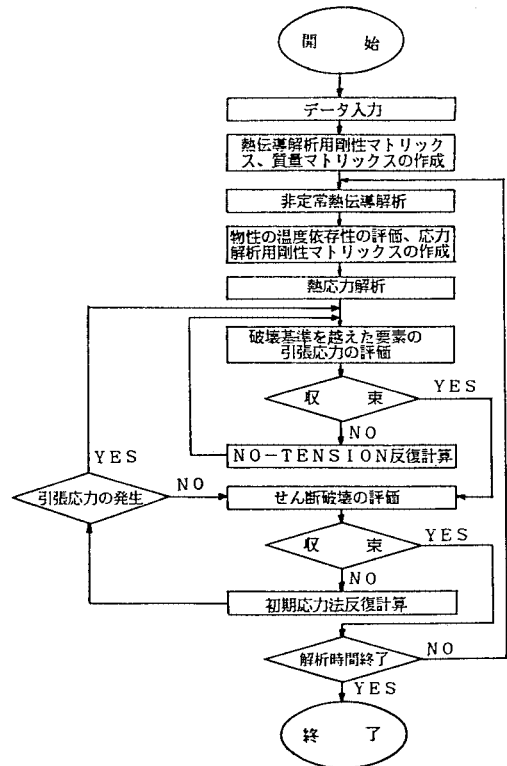 開 始
データ入力
熱伝導解析用剛性マトリック
ス、質量マトリックスの作成
非定常熱伝導解析
物性の温度依存性の評価、応力
解析用剛性マトリックスの作成
熱応力解析
破壊基準を越えた要素の
引張応力の評価
収 束
YES
NO
NO-TENSION反復計算
YES
引張応力の発生
NO
せん断破壊の評価
収 束
YES
NO
初期応力法反復計算
解析時間終了
NO
YES
終 了